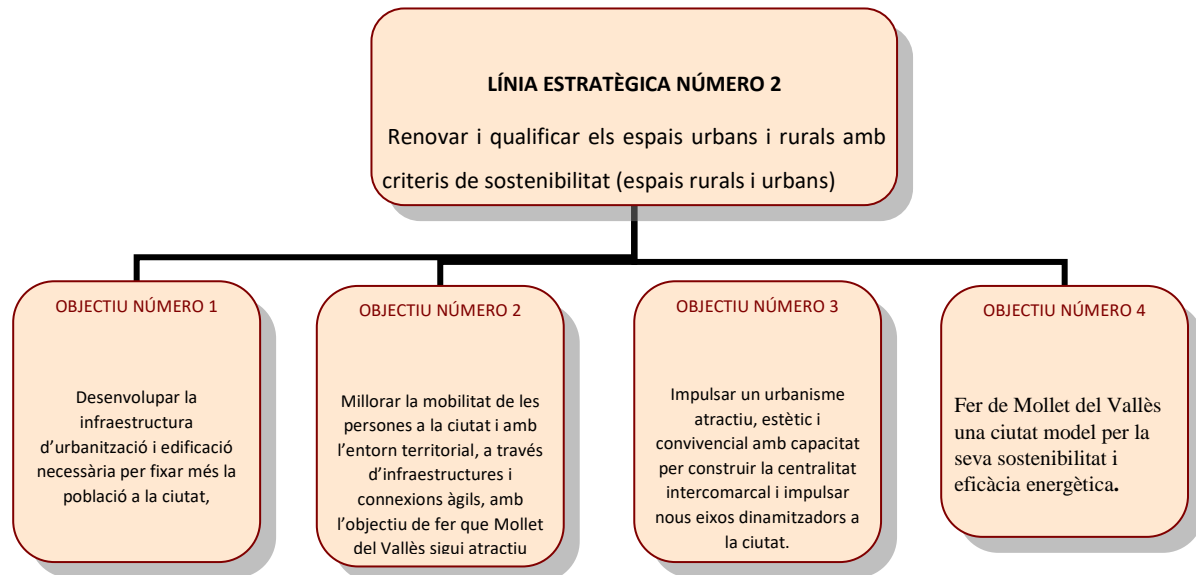 LÍNIA ESTRATÈGICA NÚMERO 2
Renovar i qualificar els espais urbans i rurals amb
criteris de sostenibilitat (espais rurals i urbans)
OBJECTIU NÚMERO 1
Desenvolupar la
infraestructura
d’urbanització i edificació
necessària per fixar més la
població a la ciutat,
OBJECTIU NÚMERO 2
Millorar la mobilitat de les
persones a la ciutat i amb
l’entorn territorial, a través
d’infraestructures i
connexions àgils, amb
l’objectiu de fer que Mollet
del Vallès sigui atractiu
OBJECTIU NÚMERO 3
Impulsar un urbanisme
atractiu, estètic i
convivencial amb capacitat
per construir la centralitat
intercomarcal i impulsar
nous eixos dinamitzadors a
la ciutat.
OBJECTIU NÚMERO 4
Fer de Mollet del Vallès
una ciutat model per la
seva sostenibilitat i
eficàcia energètica.